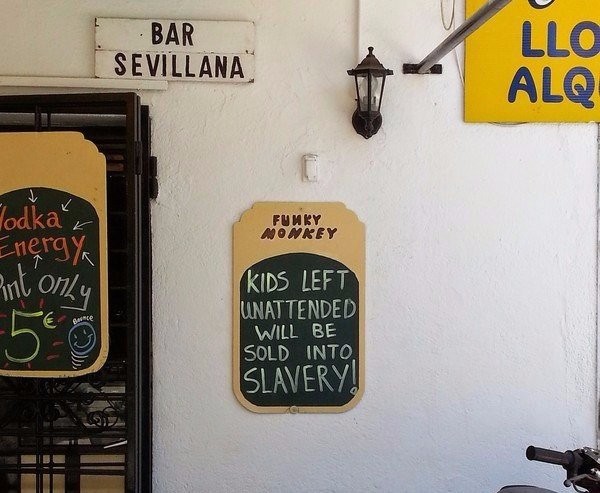 BAR
SEVILLANA
LLO
ALQ
Vodka
Energy
Pint only
5€
BOUNCE
FUNKY
MONKEY
KIDS LEFT
UNATTENDED
WILL BE
SOLD INTO
SLAVERY!